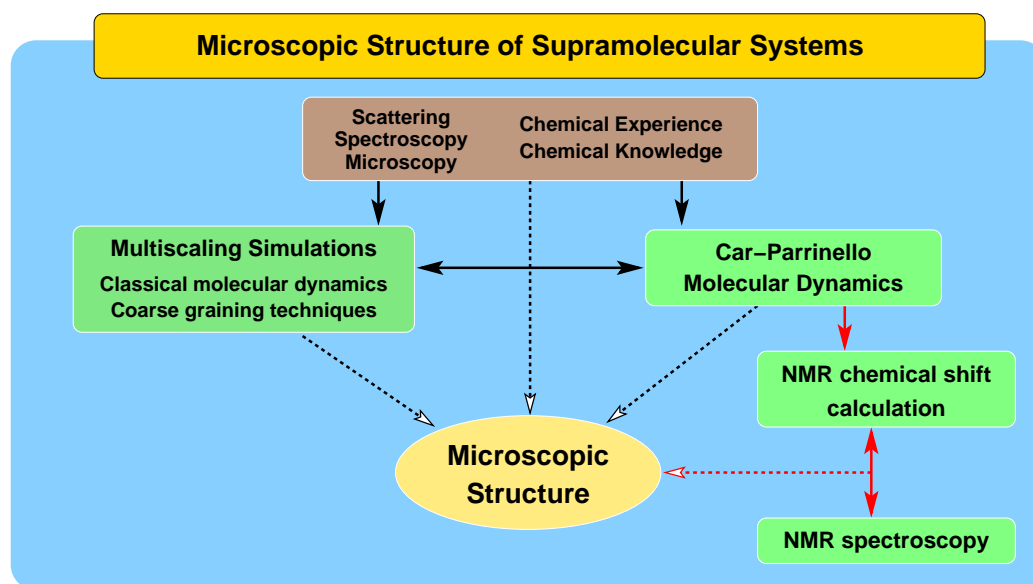 Microscopic Structure of Supramolecular Systems
Scattering
Spectroscopy
Microscopy
Chemical Experience
Chemical Knowledge
Multiscaling Simulations
Classical molecular dynamics
Coarse graining techniques
Car−Parrinello
Molecular Dynamics
NMR chemical shift
calculation
Microscopic
Structure
NMR spectroscopy